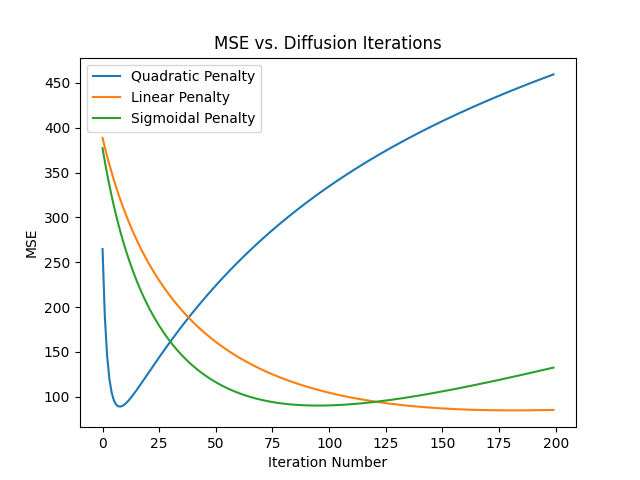 MSE vs. Diffusion Iterations
Quadratic Penalty
Linear Penalty
Sigmoidal Penalty
450
400
350
300
250
200
150
100
MSE
0 25 50 75 100 125 150 175 200
Iteration Number